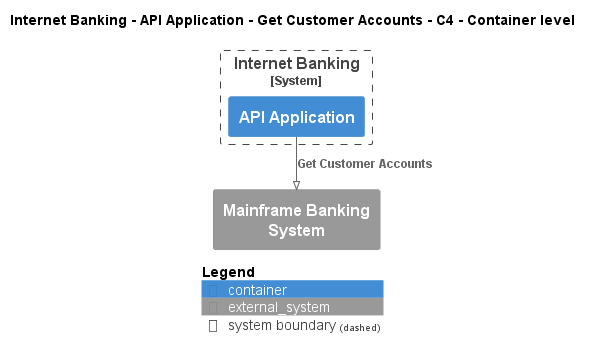 Internet Banking - API Application - Get Customer Accounts - C4 - Container level
Internet Banking
[System]
API Application
Get Customer Accounts
Mainframe Banking
System
Legend
container
external_system
system boundary (dashed)